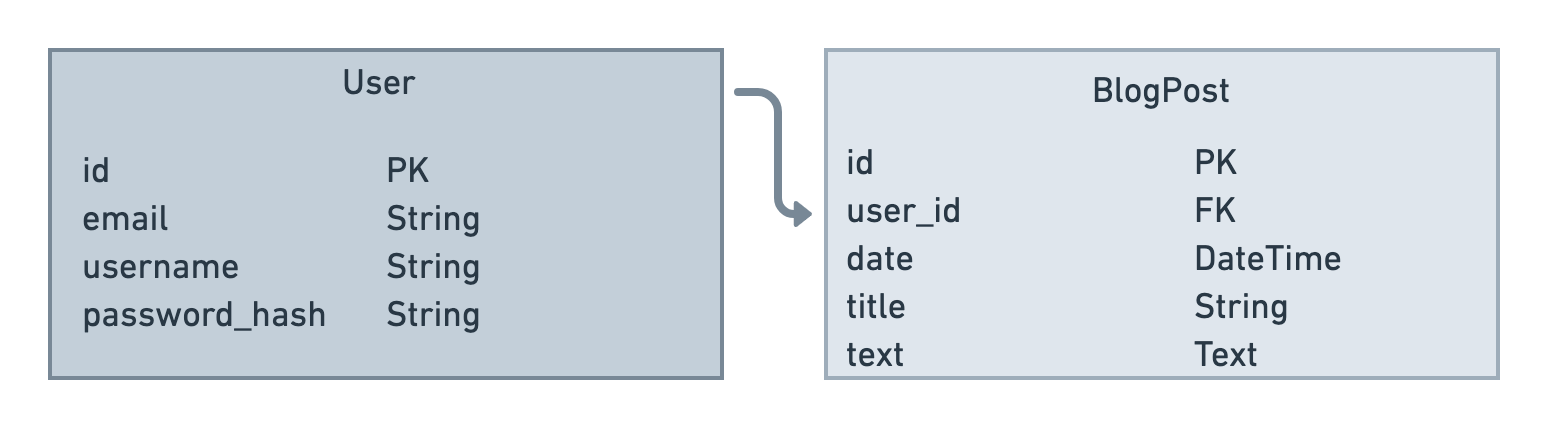 User
id PK
email String
username String
password_hash String
BlogPost
id PK
user_id FK
date DateTime
title String
text Text